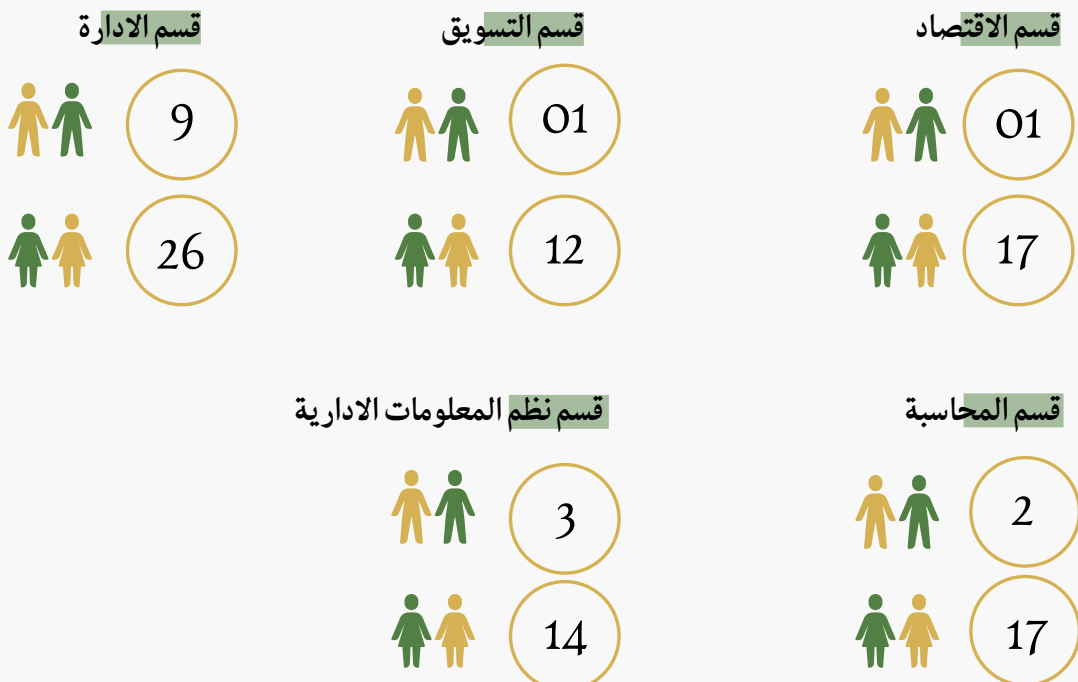 قسم الاقتصاد
01
17
قسم التسويق
01
12
قسم الادارة
9
26
قسم المحاسبة
2
17
قسم نظم المعلومات الادارية
3
14